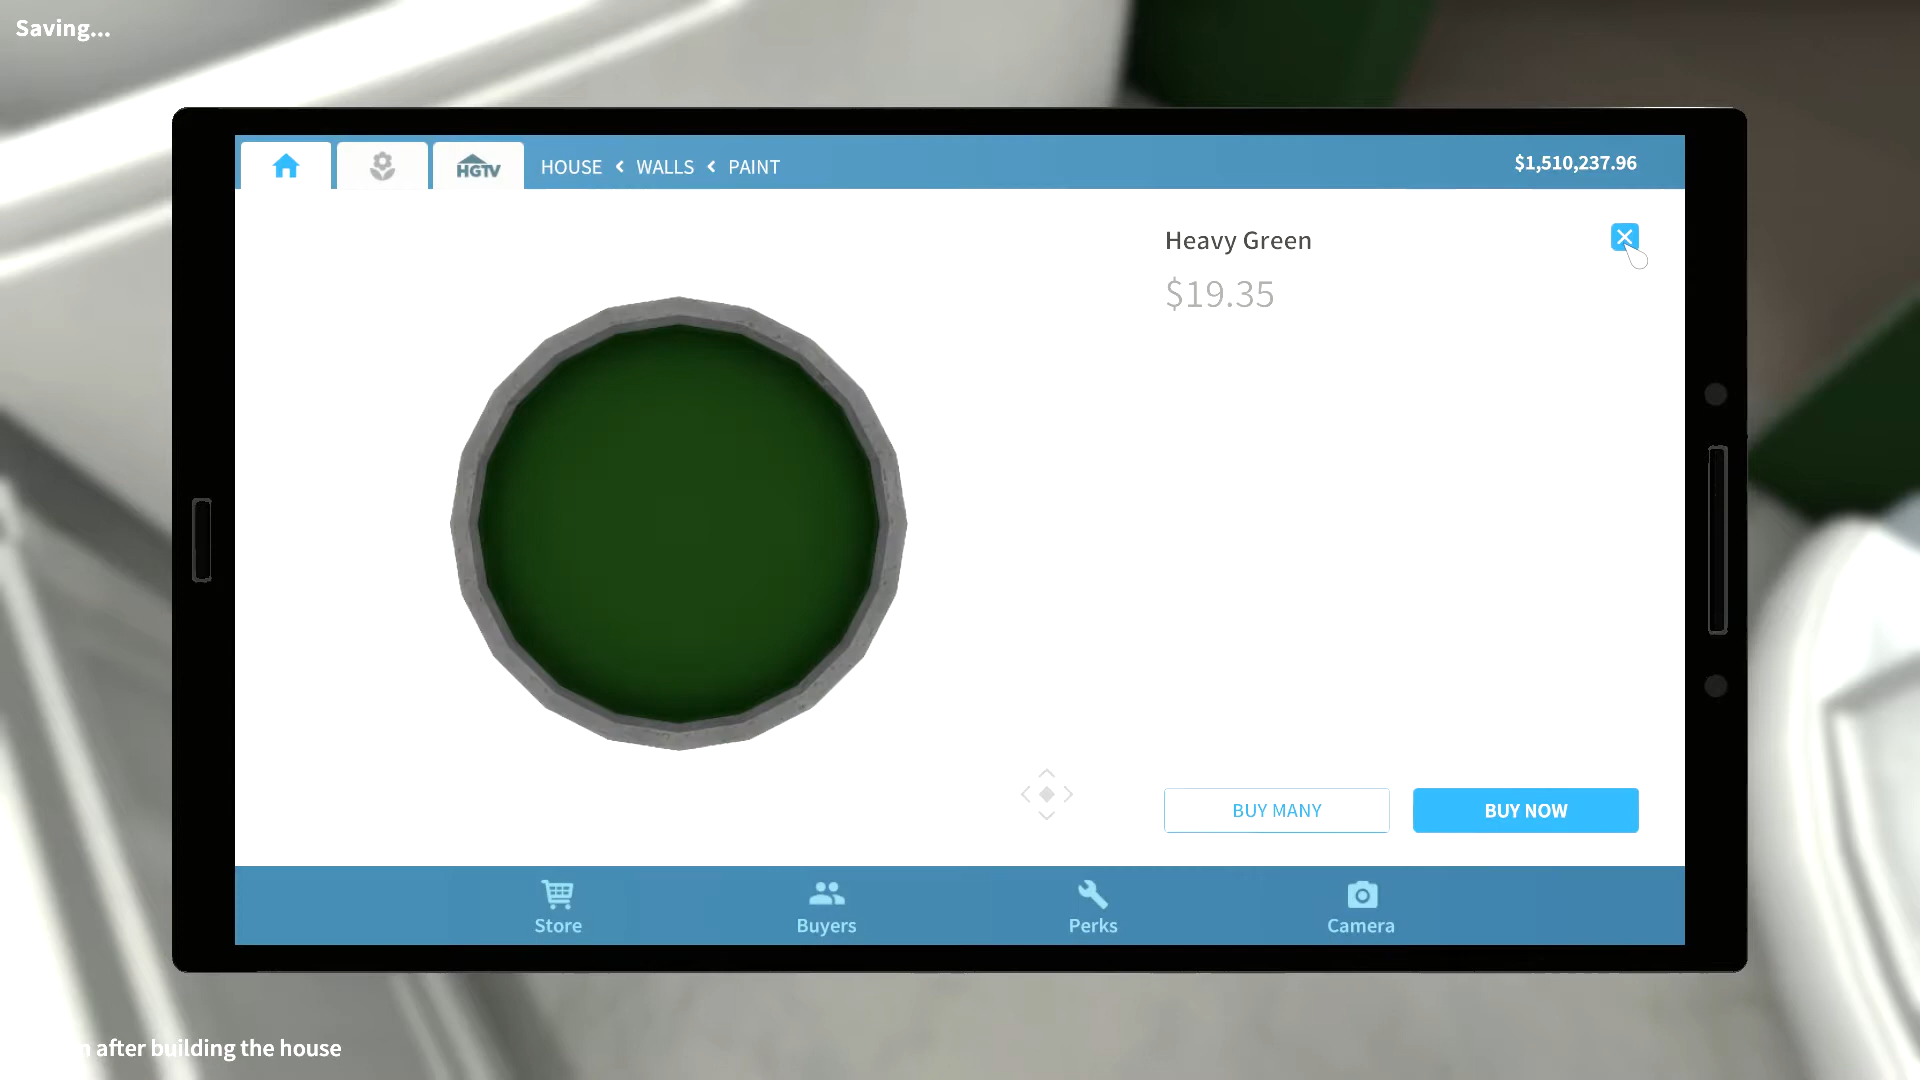 Saving...
HGTV
HOUSE < WALLS < PAINT
$1,510,237.96
Heavy Green
$19.35
BUY MANY
BUY NOW
Store
Buyers
Perks
Camera
after building the house